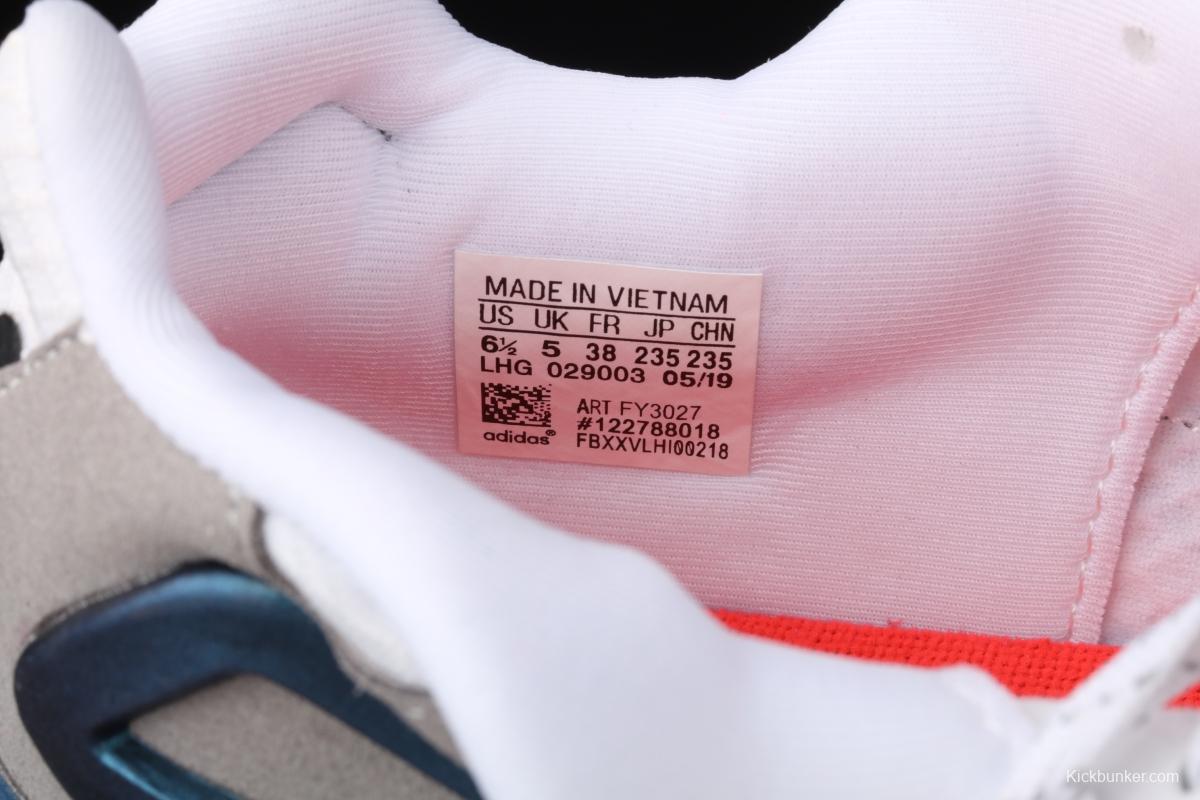 MADE IN VIETNAM
US UK FR JP CHN
6½ 5 38 235 235
LHG 029003 05/19
ART FY3027
#122788018
adidas® FBXXVLHI00218
Kickbunker.com